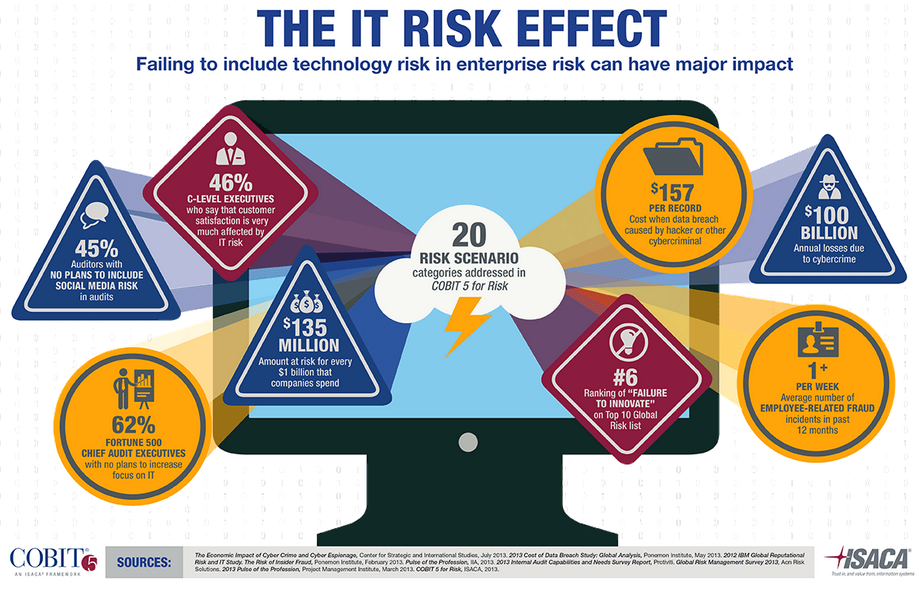 THE IT RISK EFFECT
Failing to include technology risk in enterprise risk can have major impact
45%
Auditors with
NO PLANS TO INCLUDE
SOCIAL MEDIA RISK
in audits
46%
C-LEVEL EXECUTIVES
who say that customer
satisfaction is very
much affected by
IT risk
62%
FORTUNE 500
CHIEF AUDIT EXECUTIVES
with no plans to increase
focus on IT
$135
MILLION
Amount at risk for every
$1 billion that
companies spend
20
RISK SCENARIO
categories addressed in
COBIT 5 for Risk
$157
PER RECORD
Cost when data breach
caused by hacker or other
cybercriminal
$100
BILLION
Annual losses due
to cybercrime
#6
Ranking of “FAILURE
TO INNOVATE”
on Top 10 Global
Risk list
1+
PER WEEK
Average number of
EMPLOYEE-RELATED FRAUD
incidents in past
12 months
COBIT® 5
AN ISACA® FRAMEWORK
SOURCES:
The Economic Impact of Cyber Crime and Cyber Espionage, Center for Strategic and International Studies, July 2013. 2013 Cost of Data Breach Study: Global Analysis, Ponemon Institute, May 2013. 2012 IBM Global Reputational
Risk and IT Study. The Risk of Insider Fraud, Ponemon Institute, February 2013. Pulse of the Profession, IIA, 2013. 2013 Internal Audit Capabilities and Needs Survey Report, Protiviti. Global Risk Management Survey 2013, Aon Risk
Solutions. 2013 Pulse of the Profession, Project Management Institute, March 2013. COBIT 5 for Risk, ISACA, 2013.
ISACA®
Trust in, and value from, information systems